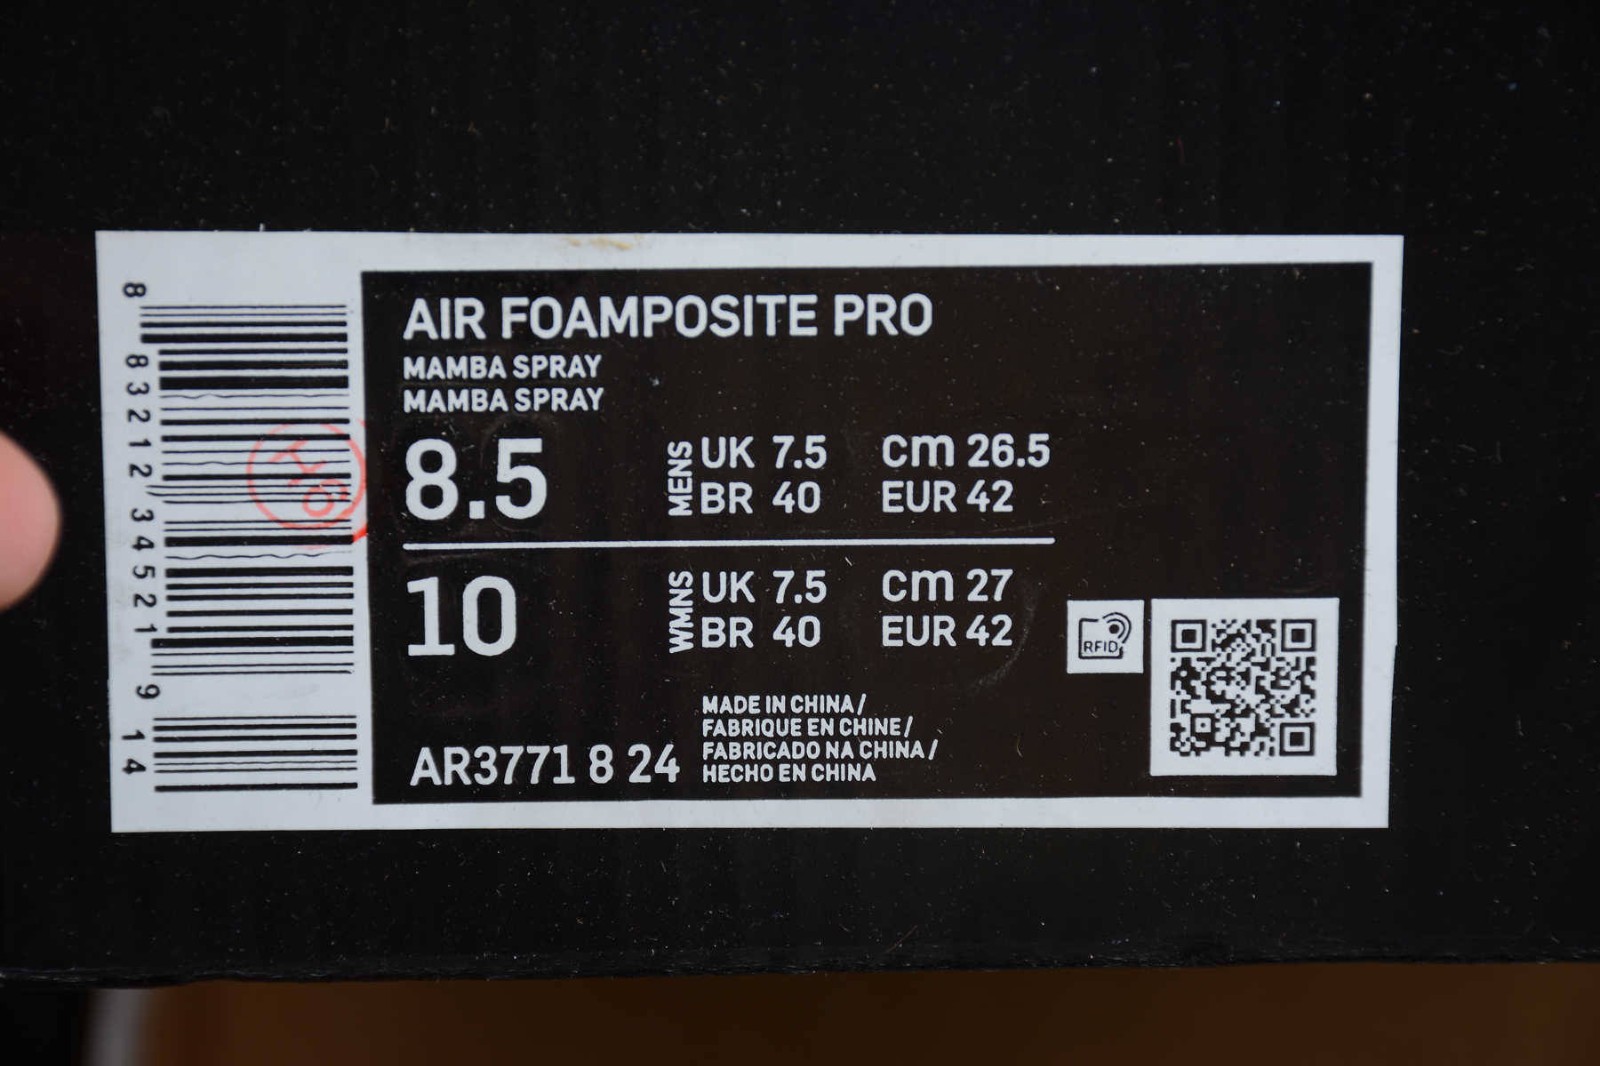 AIR FOAMPOSITE PRO
MAMBA SPRAY
MAMBA SPRAY
8.5 MENS UK 7.5 cm 26.5
BR 40 EUR 42
10 WMNS UK 7.5 cm 27
BR 40 EUR 42
RFID
AR3771 8 24
MADE IN CHINA/
FABRIQUE EN CHINE/
FABRICADO NA CHINA/
HECHO EN CHINA
8 83212 34521 9 14